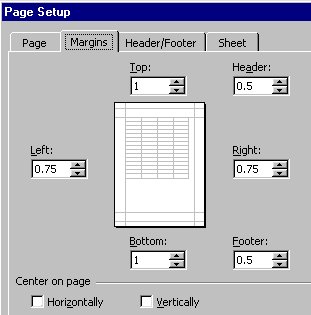 Page Setup
Page Margins Header/Footer Sheet
Top: Header:
1 0.5
Left: Right:
0.75 0.75
Bottom: Footer:
1 0.5
Center on page
Horizontally Vertically